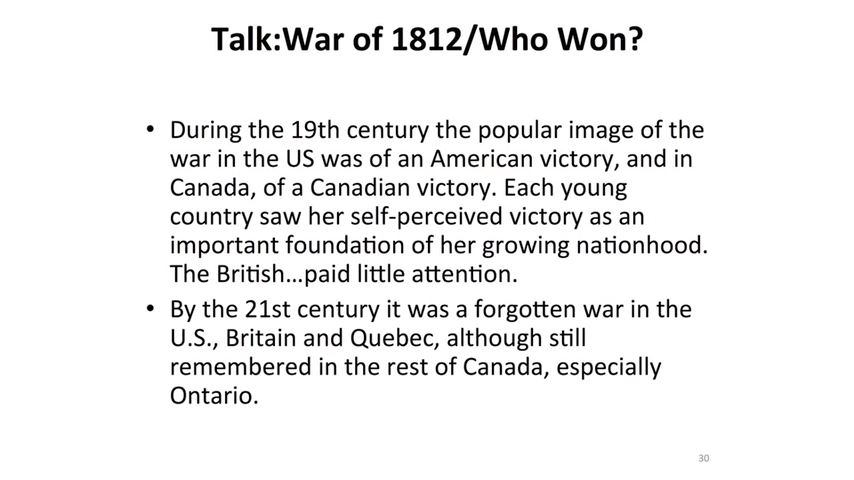 Talk:War of 1812/Who Won?
• During the 19th century the popular image of the
war in the US was of an American victory, and in
Canada, of a Canadian victory. Each young
country saw her self-perceived victory as an
important foundation of her growing nationhood.
The British…paid little attention.
• By the 21st century it was a forgotten war in the
U.S., Britain and Quebec, although still
remembered in the rest of Canada, especially
Ontario.
30